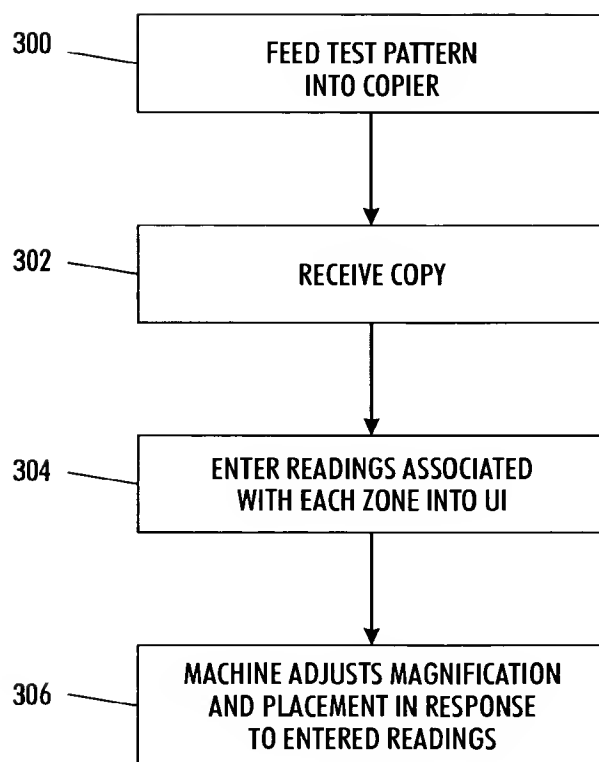 300
FEED TEST PATTERN
INTO COPIER
302
RECEIVE COPY
304
ENTER READINGS ASSOCIATED
WITH EACH ZONE INTO UI
306
MACHINE ADJUSTS MAGNIFICATION
AND PLACEMENT IN RESPONSE
TO ENTERED READINGS